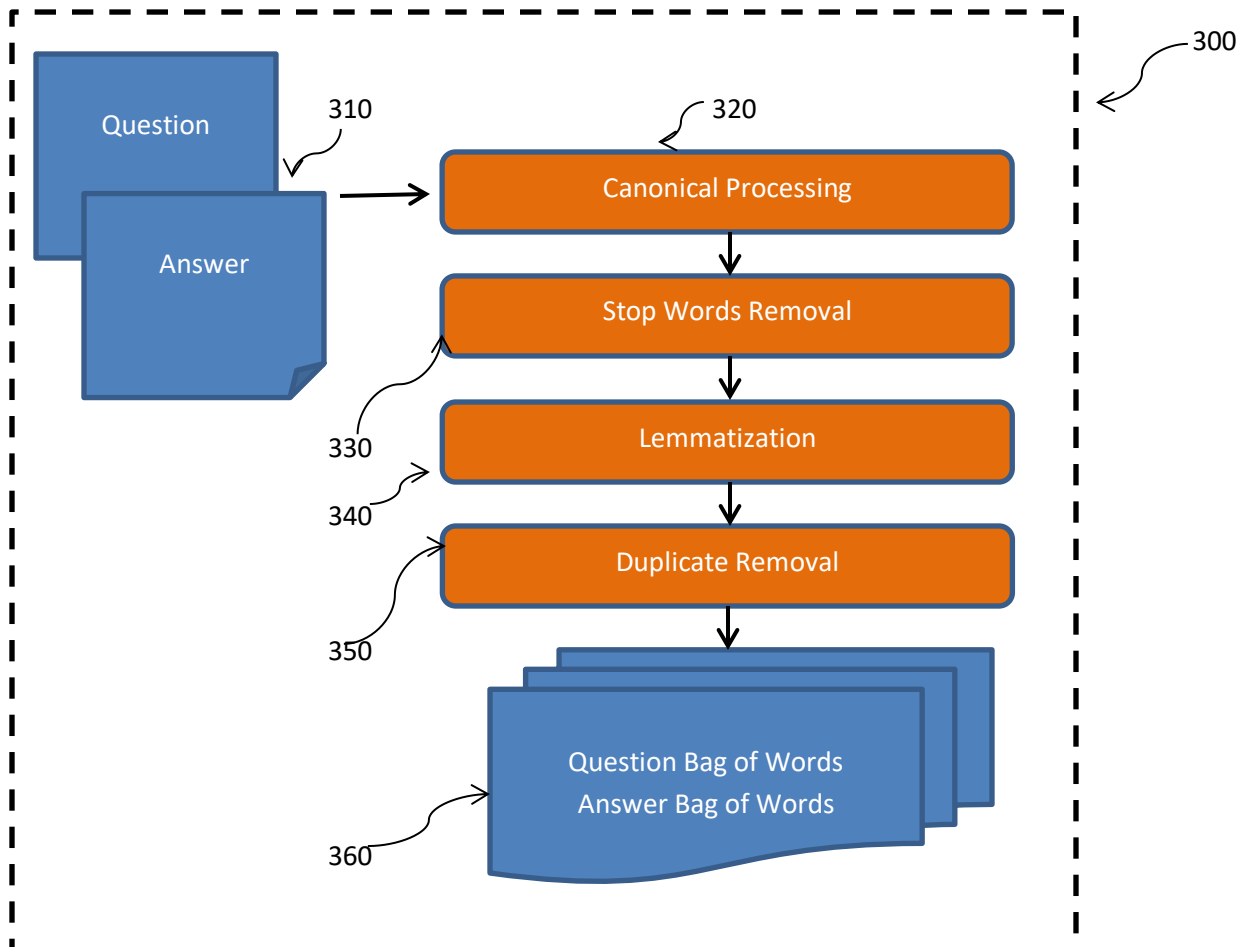 300
Question
310
320
Canonical Processing
Answer
Stop Words Removal
330
Lemmatization
340
Duplicate Removal
350
Question Bag of Words
Answer Bag of Words
360